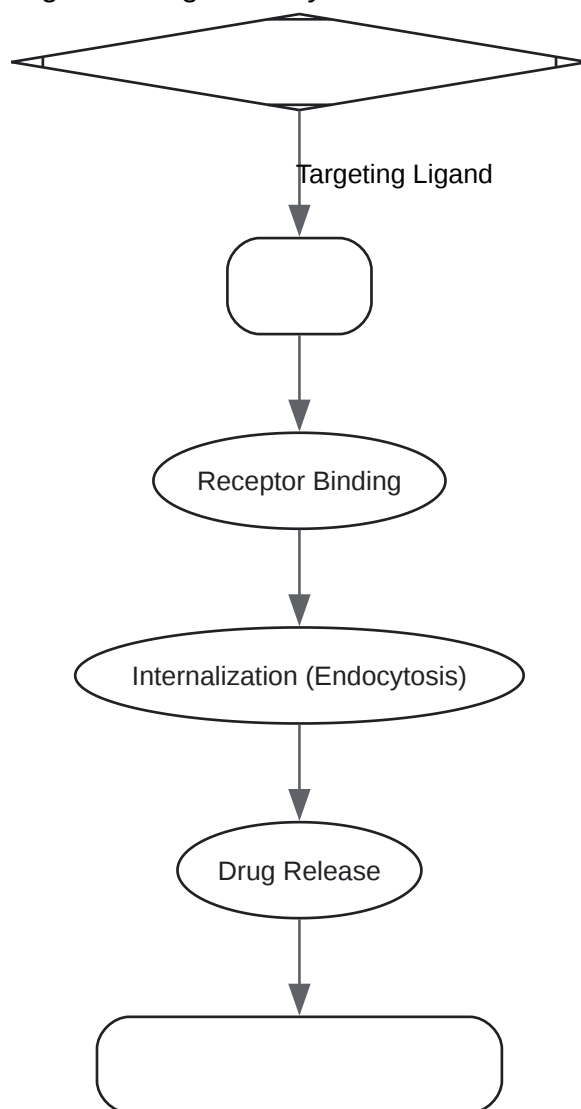 Targeting Ligand
Receptor Binding
Internalization (Endocytosis)
Drug Release